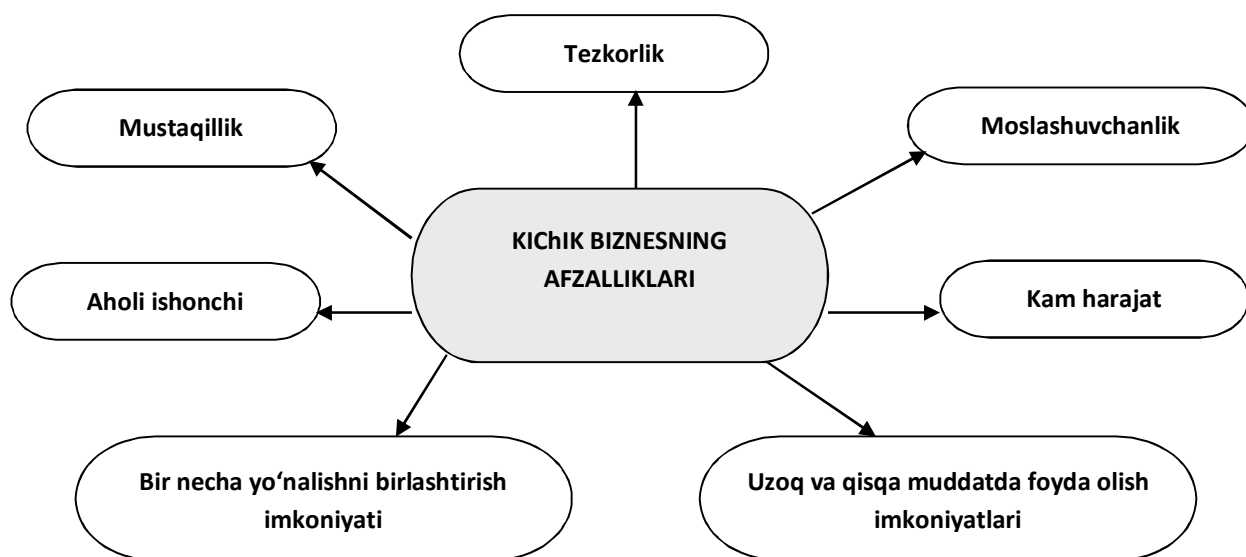 Tezkorlik
Mustaqillik
Moslashuvchanlik
KIChIK BIZNESNING
AFZALLIKLARI
Aholi ishonchi
Kam harajat
Bir necha yo‘nalishni birlashtirish
imkoniyati
Uzoq va qisqa muddatda foyda olish
imkoniyatlari